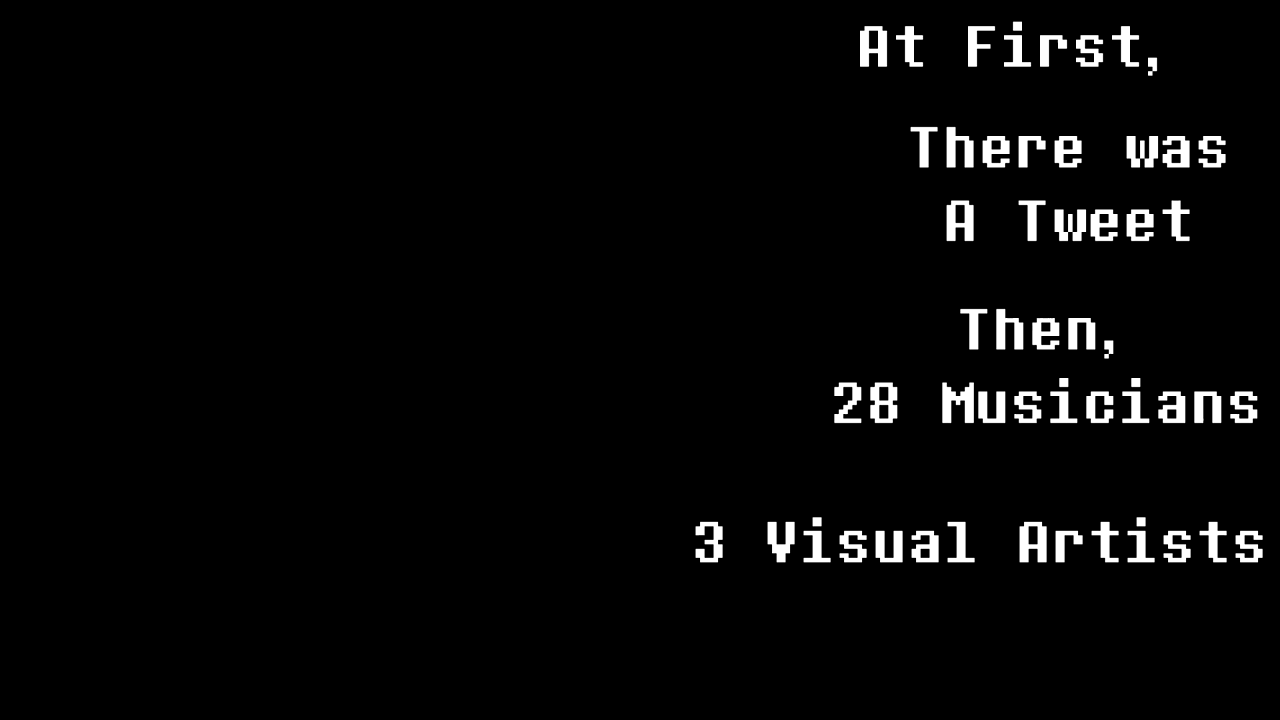 At First,
There was
A Tweet
Then,
28 Musicians
3 Visual Artists